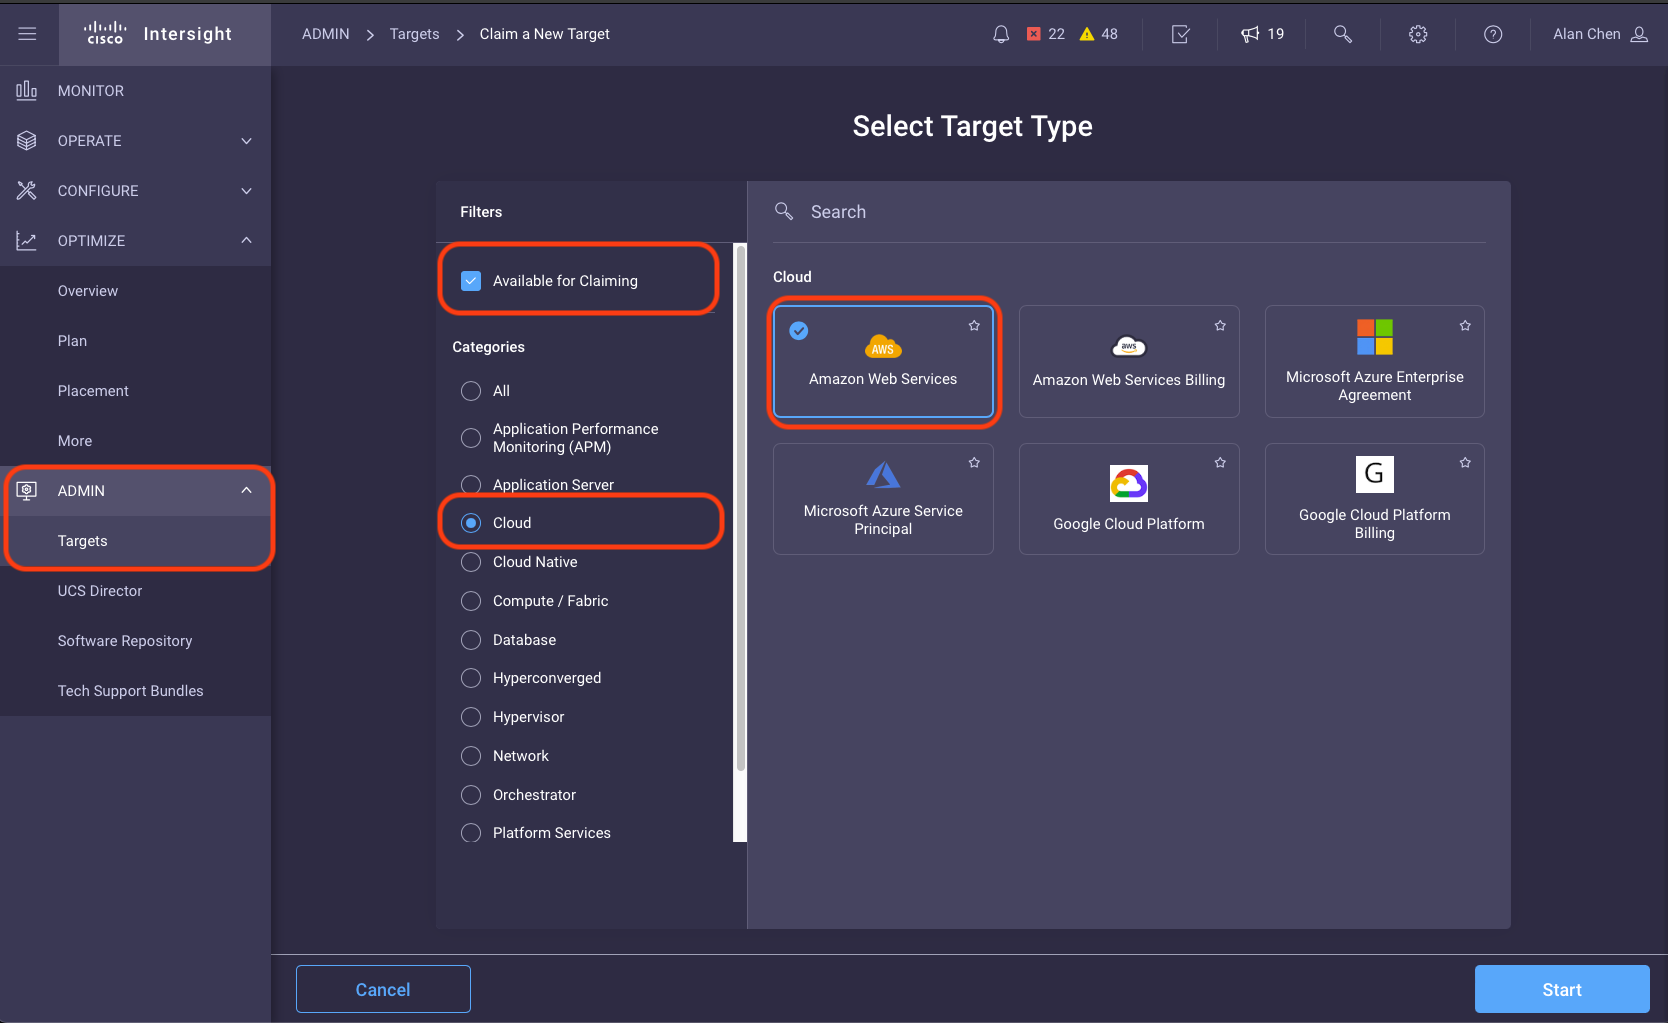 CISCO Intersight
ADMIN > Targets > Claim a New Target
22 48 19 Alan Chen
MONITOR
OPERATE
CONFIGURE
OPTIMIZE
Overview
Plan
Placement
More
ADMIN
Targets
UCS Director
Software Repository
Tech Support Bundles
Select Target Type
Filters
Available for Claiming
Categories
All
Application Performance
Monitoring (APM)
Application Server
Cloud
Cloud Native
Compute / Fabric
Database
Hyperconverged
Hypervisor
Network
Orchestrator
Platform Services
Search
Cloud
AWS
Amazon Web Services
aws
Amazon Web Services Billing
Microsoft Azure Enterprise
Agreement
Microsoft Azure Service
Principal
Google Cloud Platform
G
Google Cloud Platform
Billing
Cancel
Start